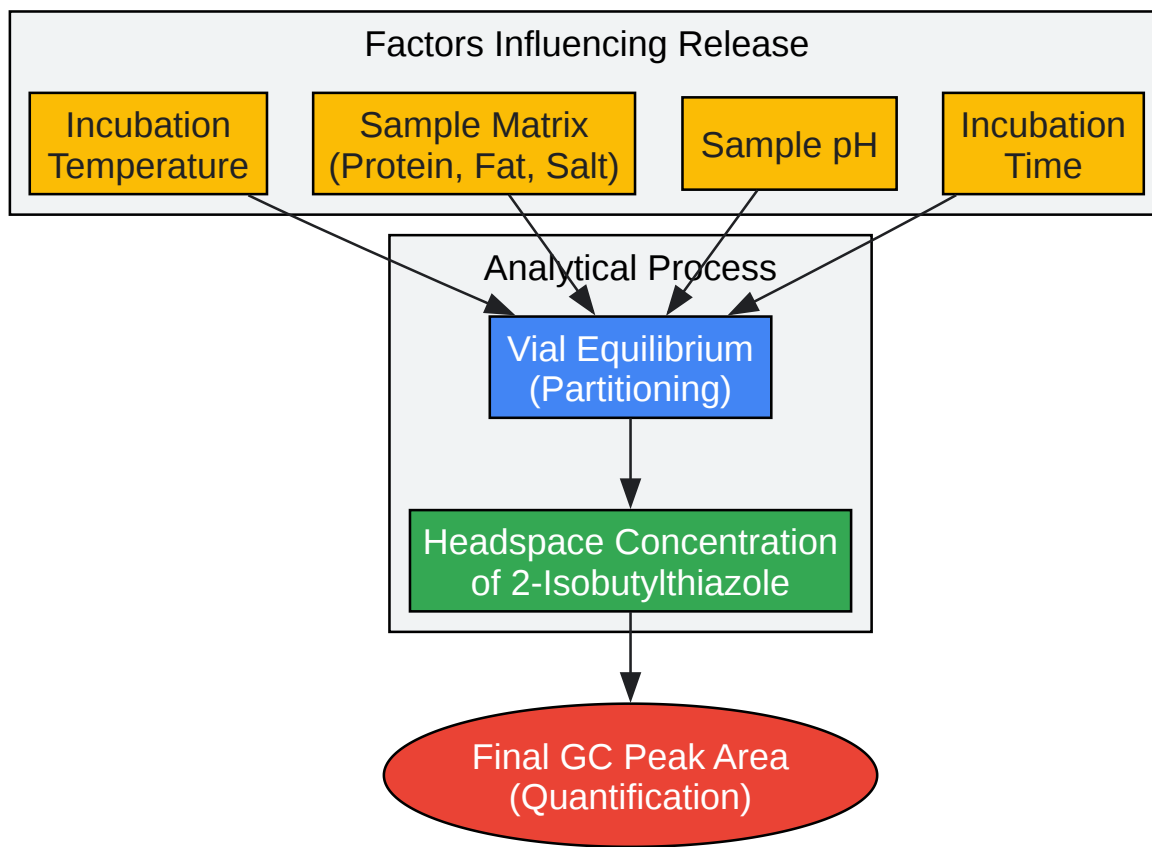 Factors Influencing Release
Incubation
Temperature
Sample Matrix
(Protein, Fat, Salt)
Sample pH
Incubation
Time
Analytical Process
Vial Equilibrium
(Partitioning)
Headspace Concentration
of 2-Isobutylthiazole
Final GC Peak Area
(Quantification)